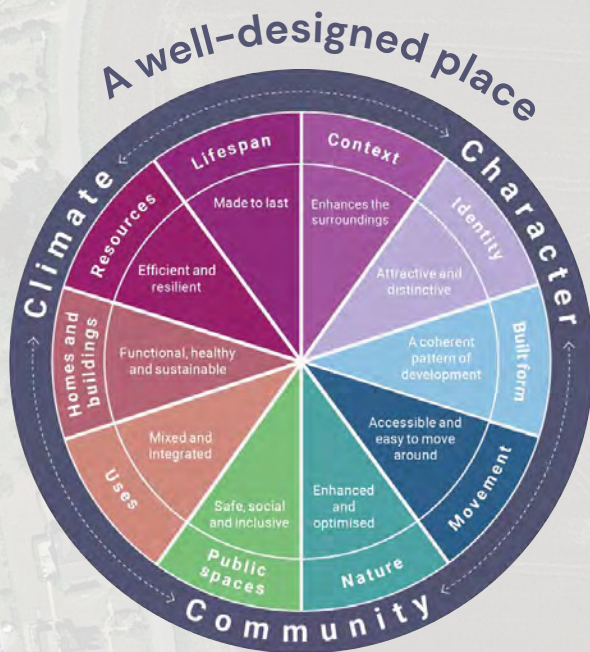 A well-designed place
Climate
Character
Community
Context
Enhances the
surroundings
Identity
Attractive and
distinctive
Built form
A coherent
pattern of
development
Movement
Accessible and
easy to move
around
Nature
Enhanced
and
optimised
Public
spaces
Safe, social
and inclusive
Uses
Mixed and
Integrated
Homes and
buildings
Functional, healthy
and sustainable
Resources
Efficient and
resilient
Lifespan
Made to last